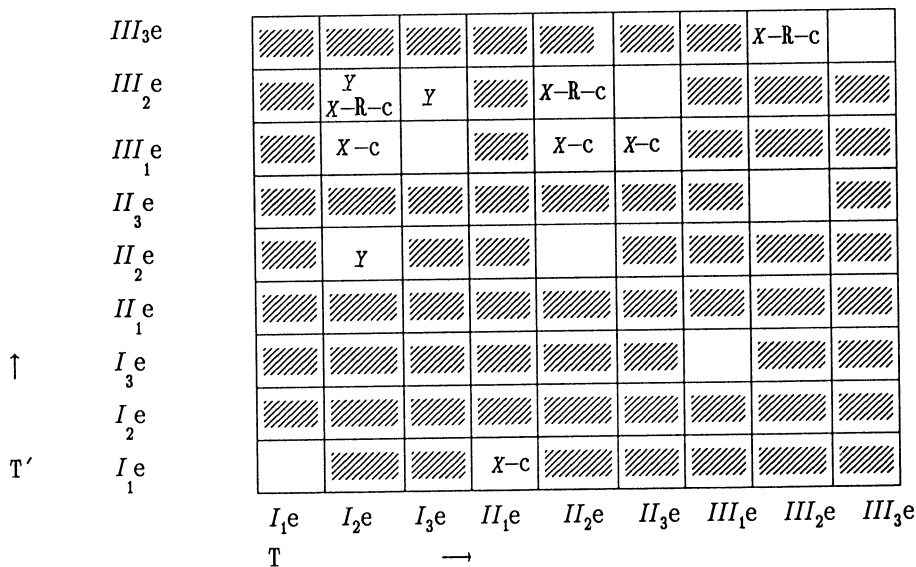 III₃e X–R–c
III₂e Y X–R–c Y X–R–c
III₁e X–c X–c X–c
II₃e
II₂e Y
II₁e
↑ I₃e
I₂e
T′ I₁e X–c
I₁e I₂e I₃e II₁e II₂e II₃e III₁e III₂e III₃e
T →